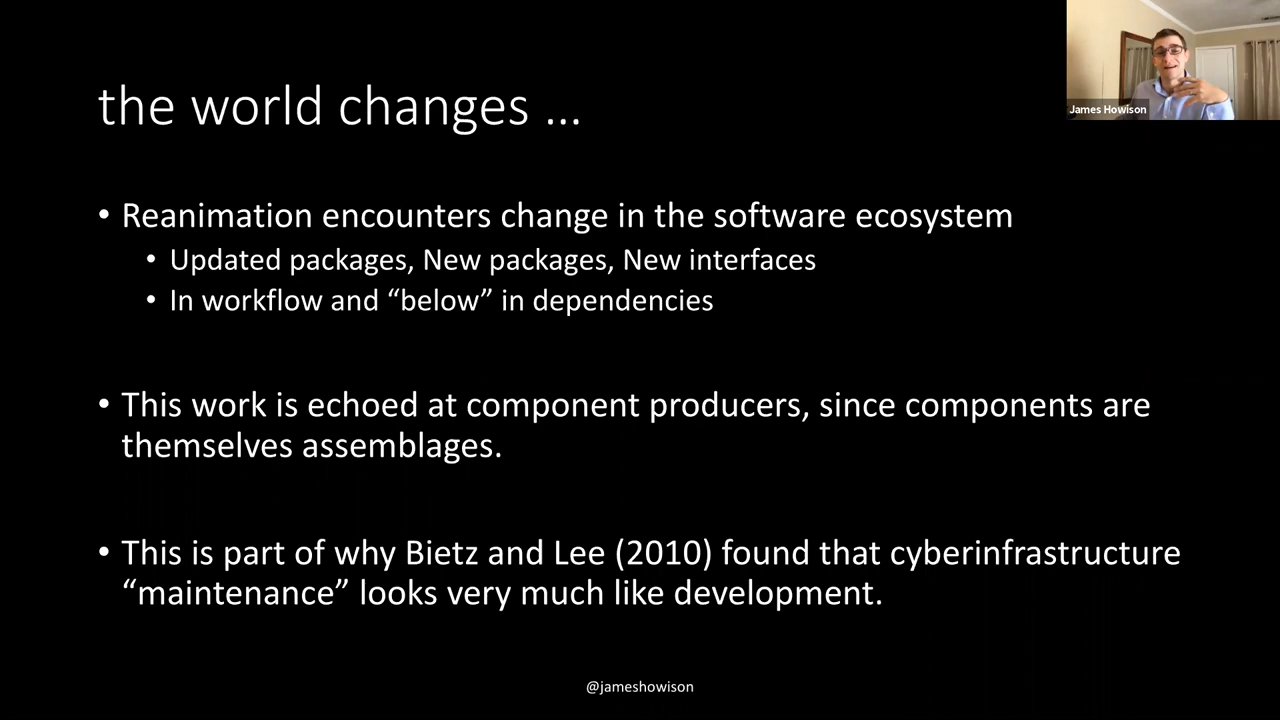 the world changes ...
James Howison
• Reanimation encounters change in the software ecosystem
• Updated packages, New packages, New interfaces
• In workflow and “below” in dependencies
• This work is echoed at component producers, since components are
themselves assemblages.
• This is part of why Bietz and Lee (2010) found that cyberinfrastructure
“maintenance” looks very much like development.
@jameshowison